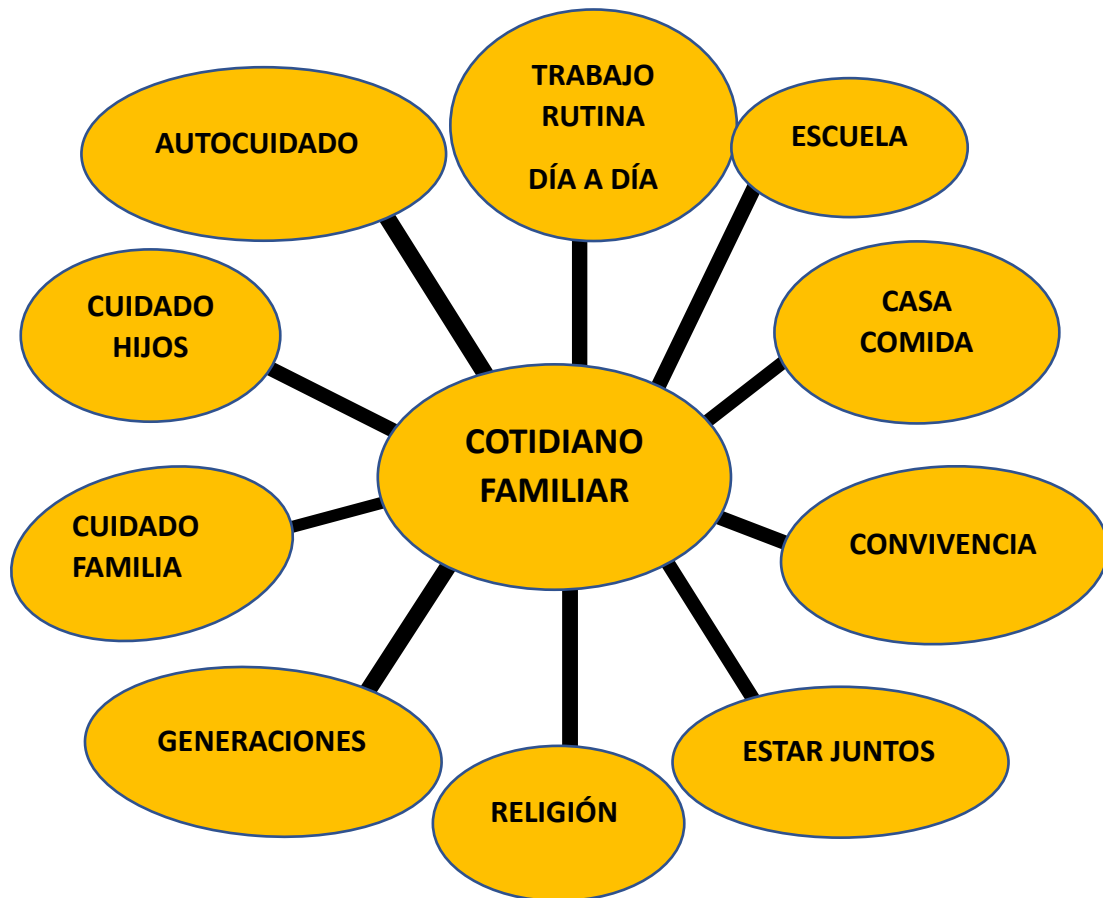 TRABAJO
RUTINA
DÍA A DÍA
ESCUELA
AUTOCUIDADO
CUIDADO
HIJOS
CASA
COMIDA
COTIDIANO
FAMILIAR
CUIDADO
FAMILIA
CONVIVENCIA
GENERACIONES
ESTAR JUNTOS
RELIGIÓN